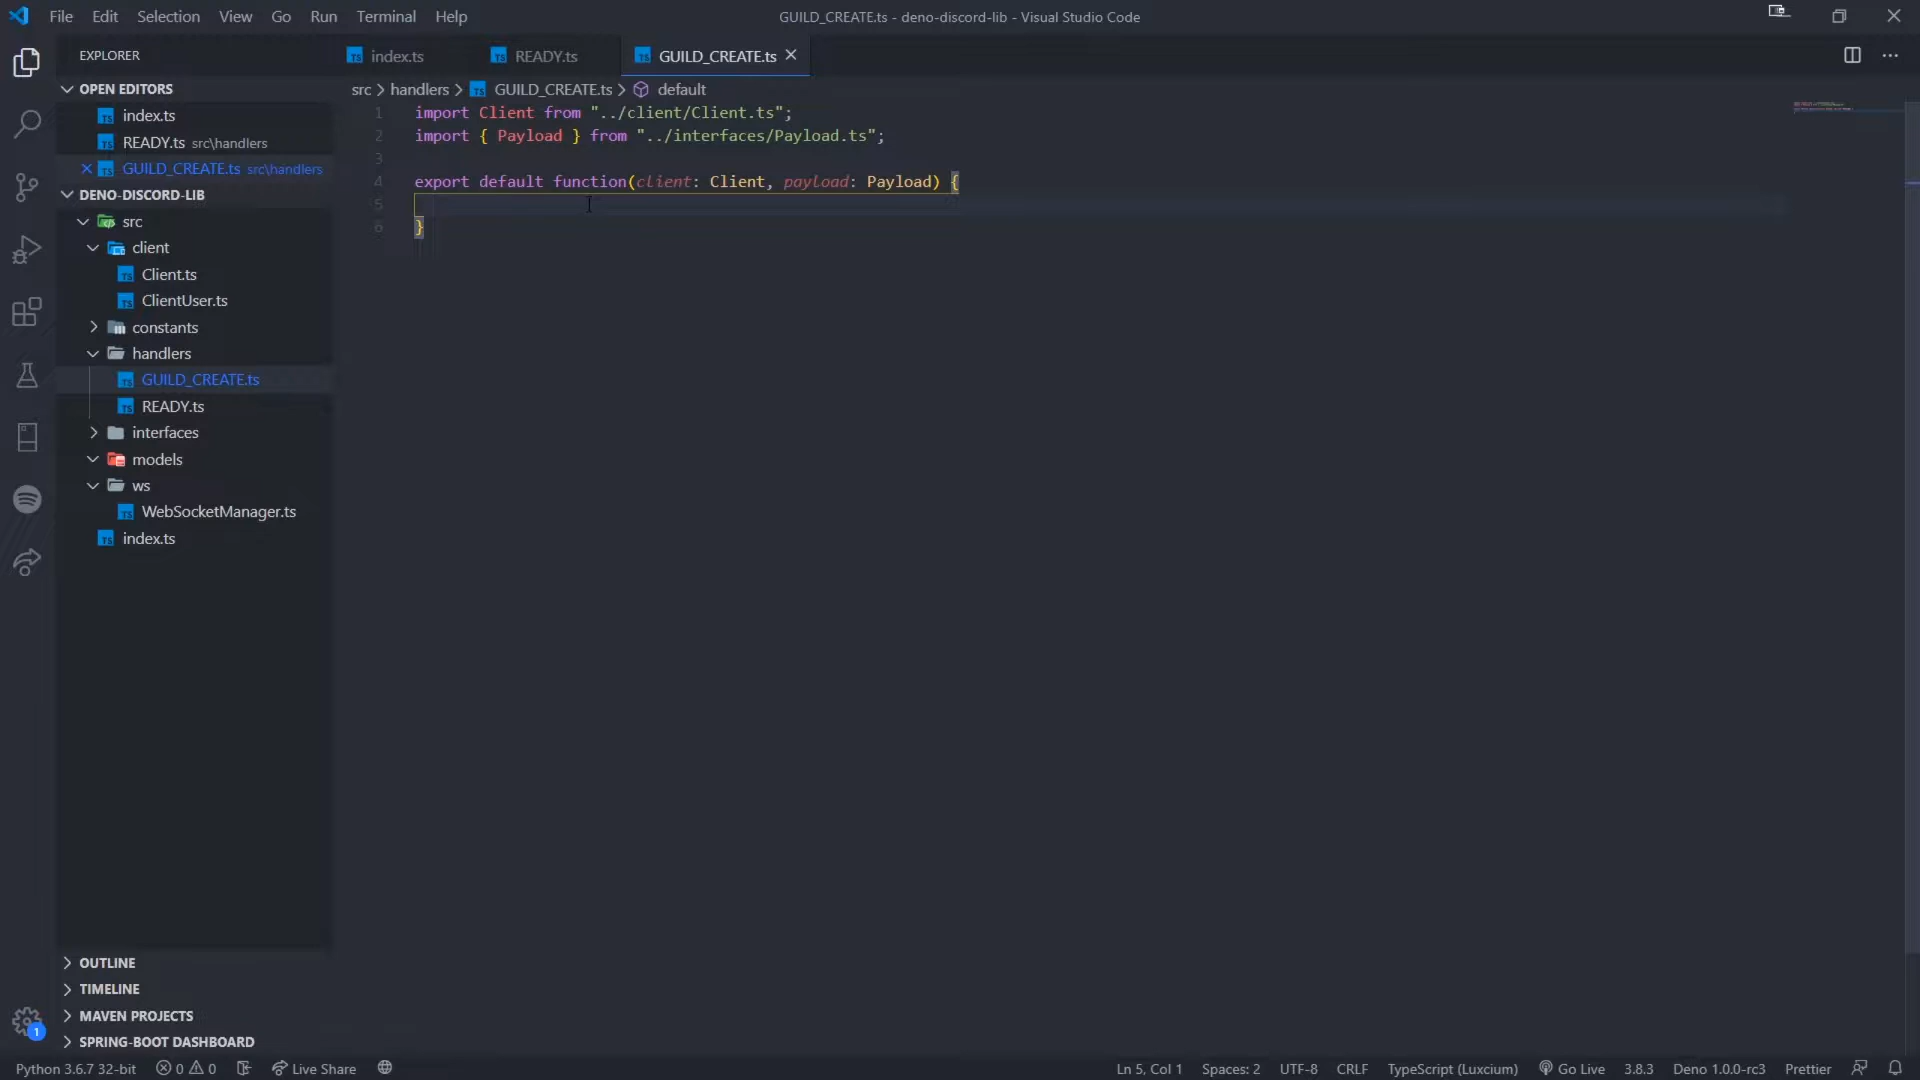 File Edit Selection View Go Run Terminal Help
GUILD_CREATE.ts - deno-discord-lib - Visual Studio Code
EXPLORER
OPEN EDITORS
index.ts
READY.ts src\handlers
GUILD_CREATE.ts src\handlers
DENO-DISCORD-LIB
src
client
Client.ts
ClientUser.ts
constants
handlers
GUILD_CREATE.ts
READY.ts
interfaces
models
ws
WebSocketManager.ts
index.ts
OUTLINE
TIMELINE
MAVEN PROJECTS
SPRING-BOOT DASHBOARD
1
index.ts READY.ts GUILD_CREATE.ts
src > handlers > GUILD_CREATE.ts > default
1 import Client from "../client/Client.ts";
2 import { Payload } from "../interfaces/Payload.ts";
3
4 export default function(client: Client, payload: Payload) {
5
6 }
Python 3.6.7 32-bit 0 0 Live Share Ln 5, Col 1 Spaces: 2 UTF-8 CRLF TypeScript (Luxcium) Go Live 3.8.3 Deno 1.0.0-rc3 Prettier